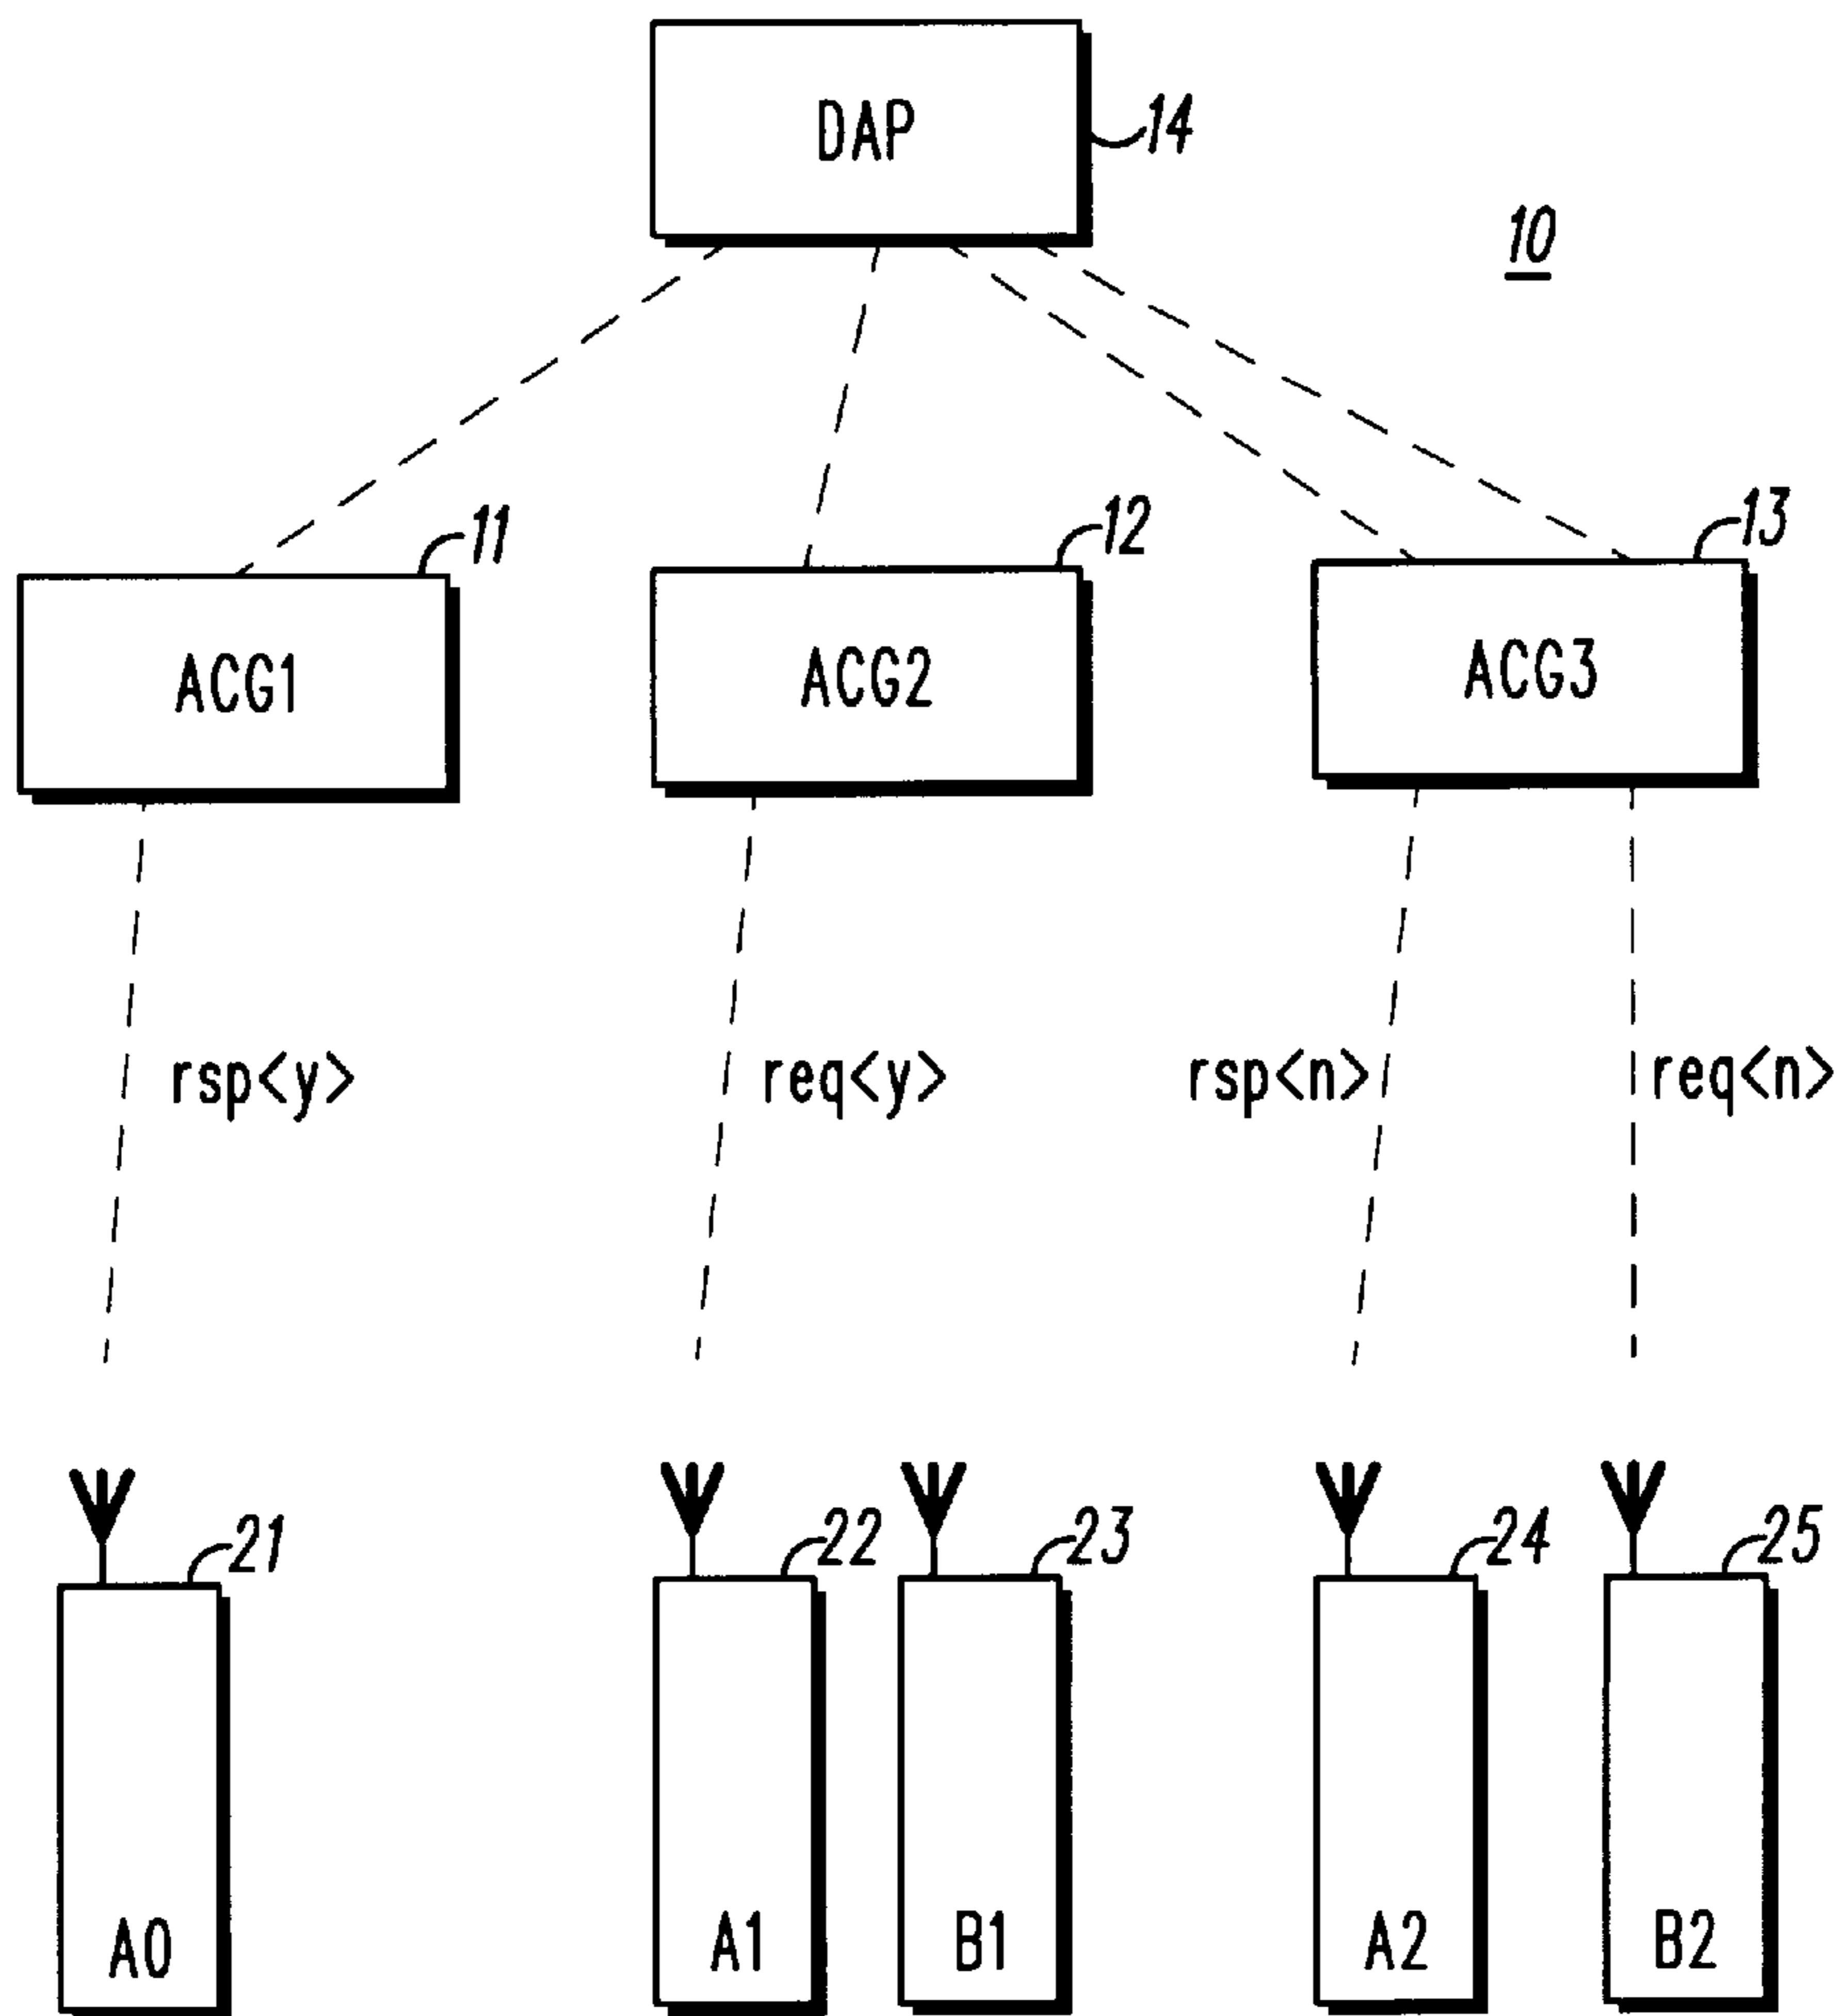 DAP
14
10
11
12
13
ACG1
ACG2
ACG3
rsp<y>
req<y>
rsp<n>
req<n>
21
22
23
24
25
A0
A1
B1
A2
B2